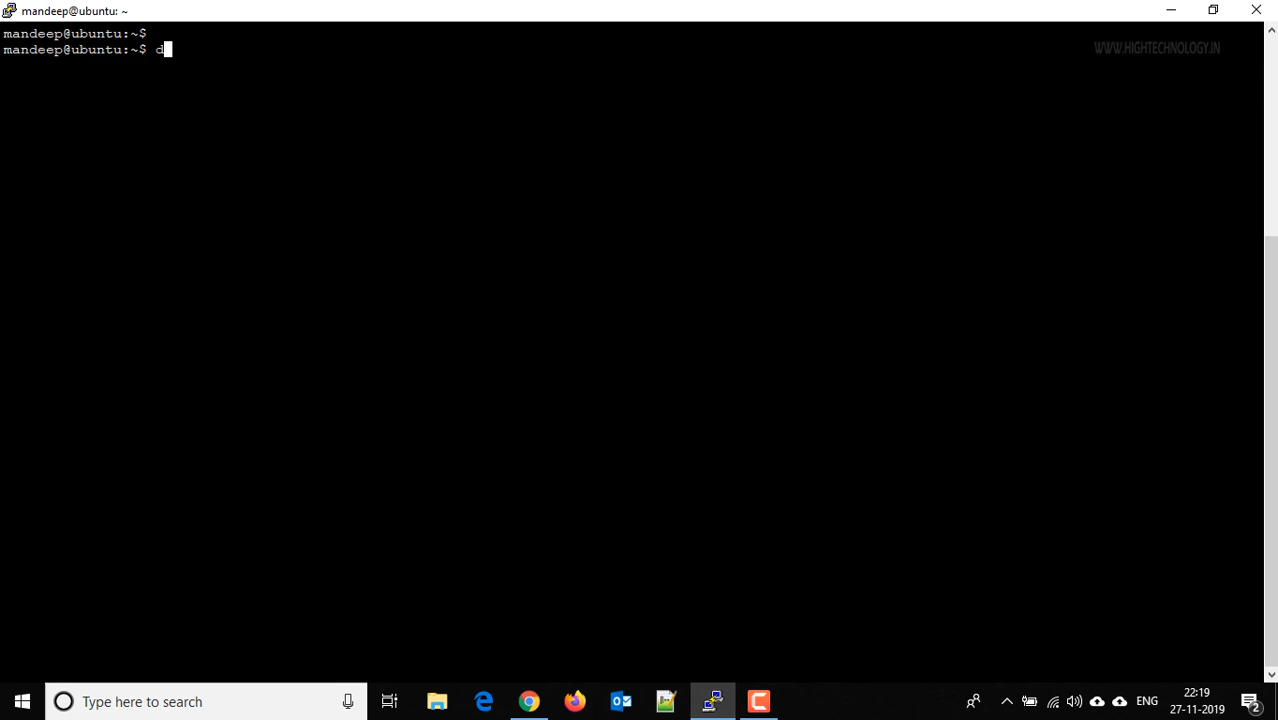 mandeep@ubuntu: ~
mandeep@ubuntu:~$
mandeep@ubuntu:~$ d
WWW.HIGHTECHNOLOGY.IN
Type here to search
ENG
22:19
27-11-2019
2